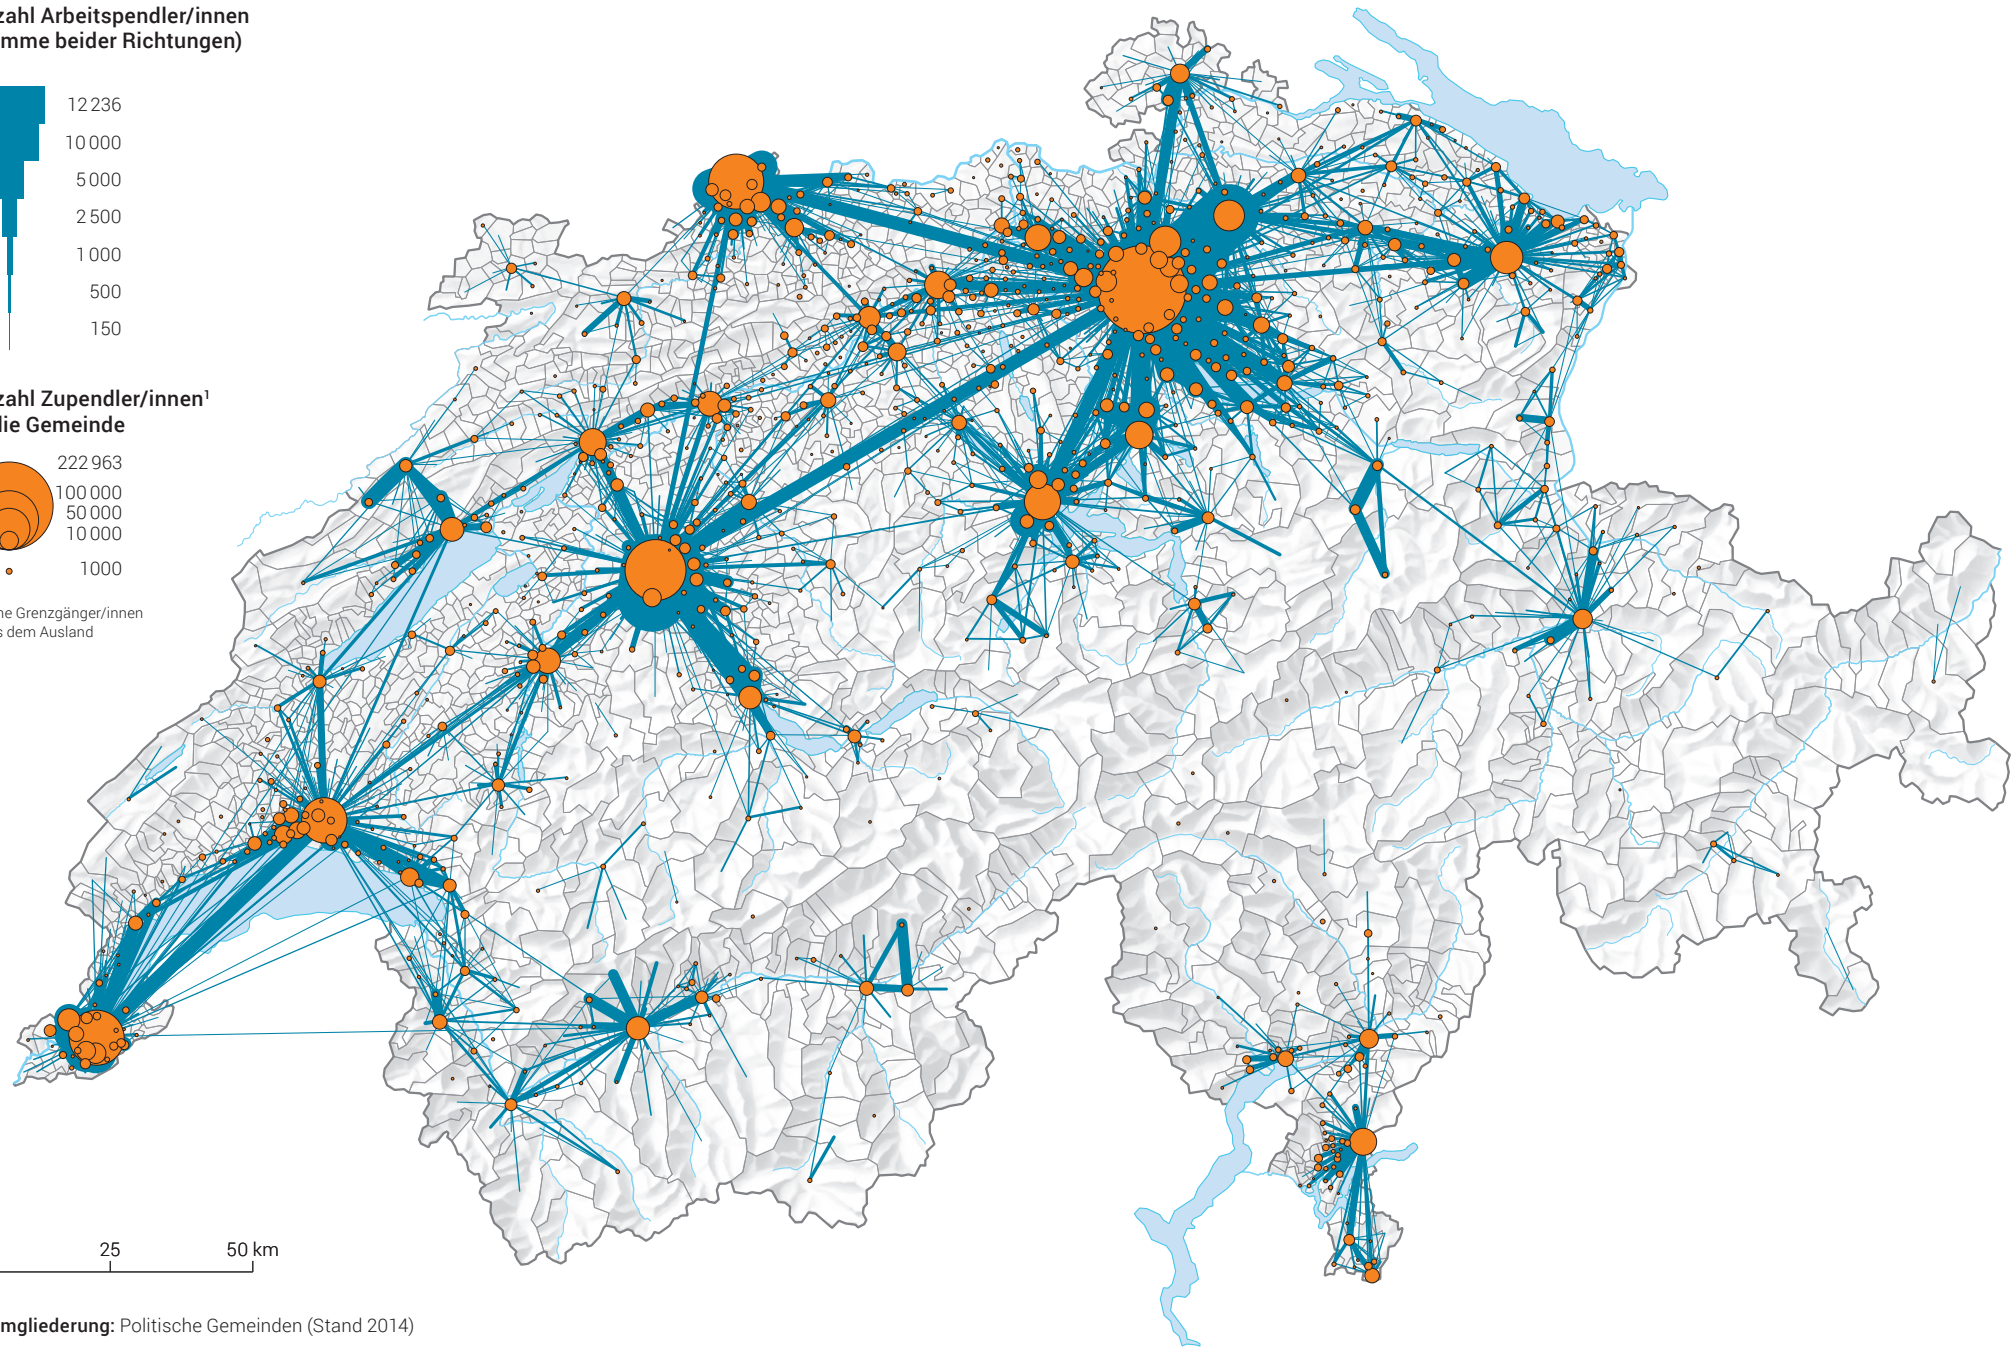 zahl Arbeitspendler/innen
mme beider Richtungen)
12 236
10 000
5 000
2 500
1 000
500
150
zahl Zupendler/innen¹
die Gemeinde
222 963
100 000
50 000
10 000
1000
ne Grenzgänger/innen
s dem Ausland
25 50 km
mgliederung: Politische Gemeinden (Stand 2014)